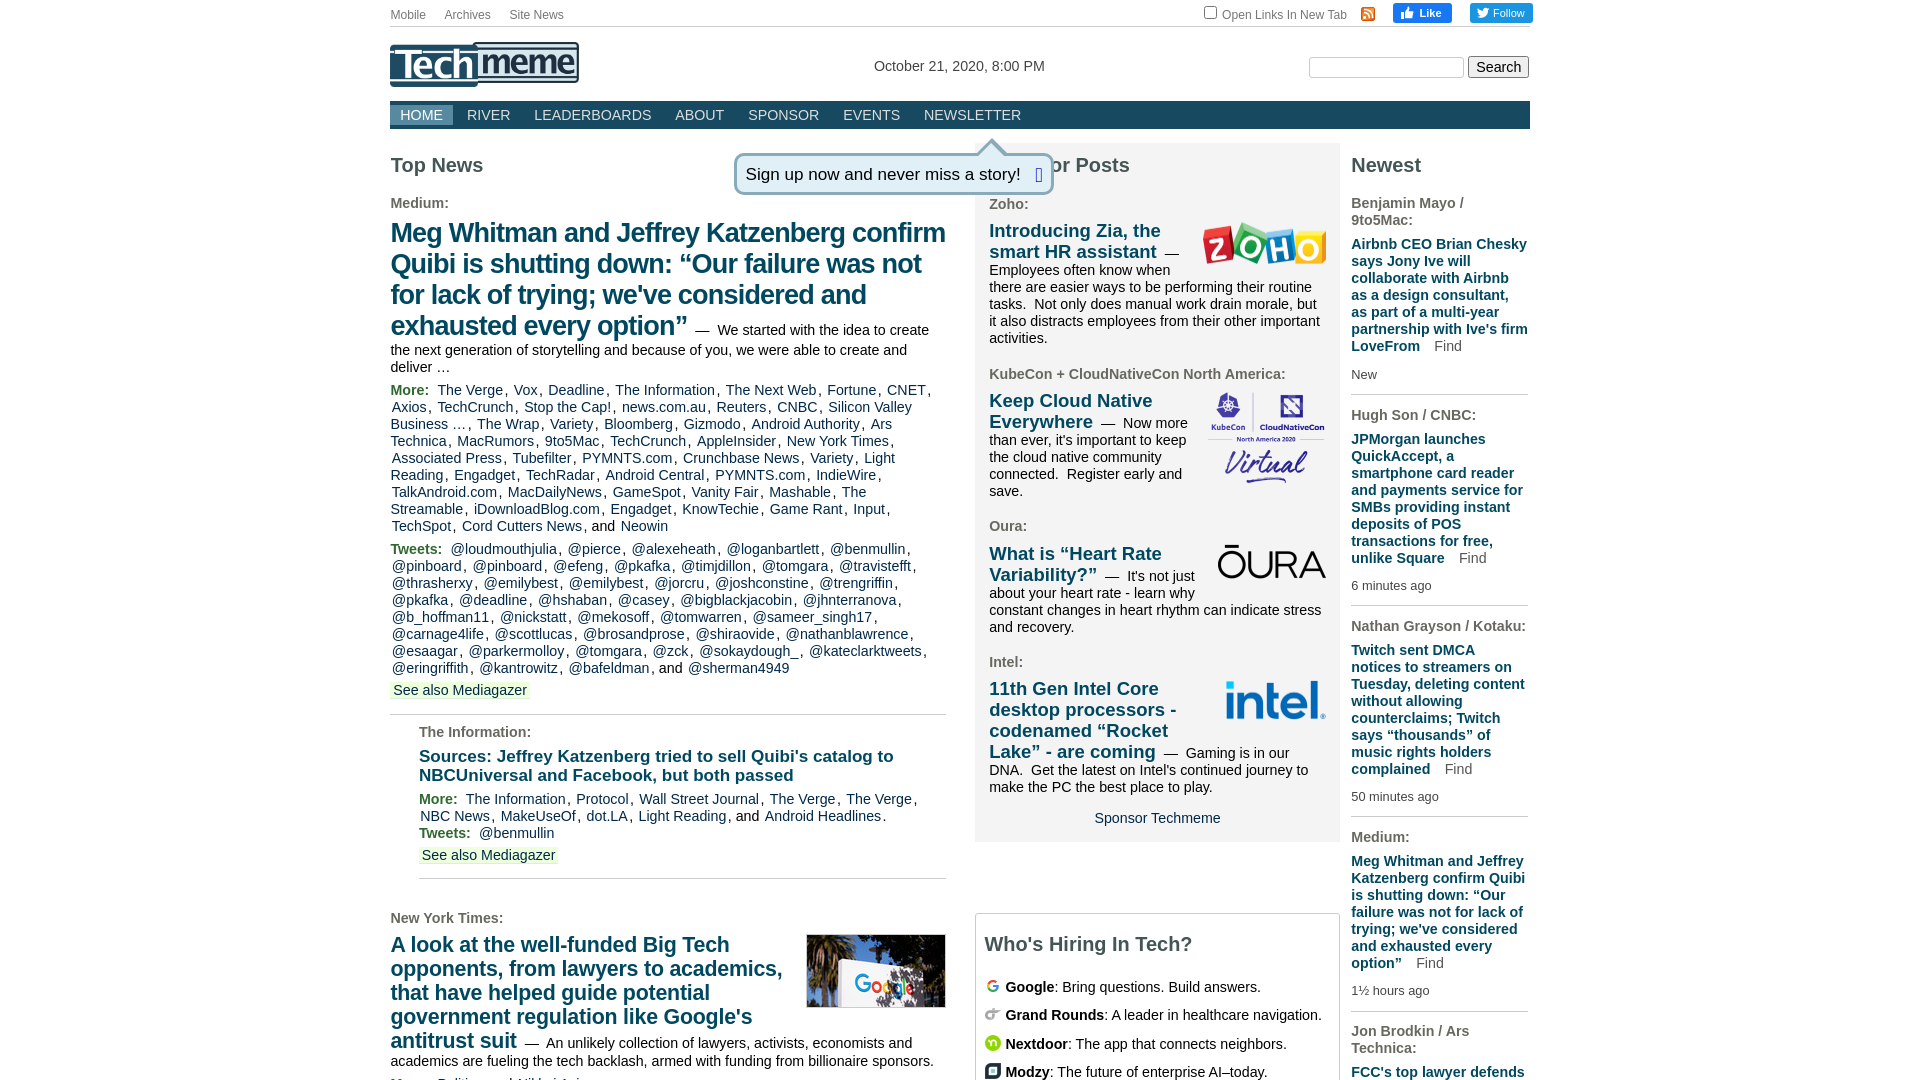 Mobile Archives Site News
Open Links In New Tab
Like
Follow
Techmeme
October 21, 2020, 8:00 PM
Search
HOME RIVER LEADERBOARDS ABOUT SPONSOR EVENTS NEWSLETTER
Sign up now and never miss a story!
Top News
Medium:
Meg Whitman and Jeffrey Katzenberg confirm
Quibi is shutting down: “Our failure was not
for lack of trying; we've considered and
exhausted every option” — We started with the idea to create
the next generation of storytelling and because of you, we were able to create and
deliver …
More: The Verge, Vox, Deadline, The Information, The Next Web, Fortune, CNET,
Axios, TechCrunch, Stop the Cap!, news.com.au, Reuters, CNBC, Silicon Valley
Business …, The Wrap, Variety, Bloomberg, Gizmodo, Android Authority, Ars
Technica, MacRumors, 9to5Mac, TechCrunch, AppleInsider, New York Times,
Associated Press, Tubefilter, PYMNTS.com, Crunchbase News, Variety, Light
Reading, Engadget, TechRadar, Android Central, PYMNTS.com, IndieWire,
TalkAndroid.com, MacDailyNews, GameSpot, Vanity Fair, Mashable, The
Streamable, iDownloadBlog.com, Engadget, KnowTechie, Game Rant, Input,
TechSpot, Cord Cutters News, and Neowin
Tweets: @loudmouthjulia, @pierce, @alexeheath, @loganbartlett, @benmullin,
@pinboard, @pinboard, @efeng, @pkafka, @timjdillon, @tomgara, @travistefft,
@thrasherxy, @emilybest, @emilybest, @jorcru, @joshconstine, @trengriffin,
@pkafka, @deadline, @hshaban, @casey, @bigblackjacobin, @jhnterranova,
@b_hoffman11, @nickstatt, @mekosoff, @tomwarren, @sameer_singh17,
@carnage4life, @scottlucas, @brosandprose, @shiraovide, @nathanblawrence,
@esaagar, @parkermolloy, @tomgara, @zck, @sokaydough_, @kateclarktweets,
@eringriffith, @kantrowitz, @bafeldman, and @sherman4949
See also Mediagazer
The Information:
Sources: Jeffrey Katzenberg tried to sell Quibi's catalog to
NBCUniversal and Facebook, but both passed
More: The Information, Protocol, Wall Street Journal, The Verge, The Verge,
NBC News, MakeUseOf, dot.LA, Light Reading, and Android Headlines.
Tweets: @benmullin
See also Mediagazer
New York Times:
A look at the well-funded Big Tech
opponents, from lawyers to academics,
that have helped guide potential
government regulation like Google's
antitrust suit — An unlikely collection of lawyers, activists, economists and
academics are fueling the tech backlash, armed with funding from billionaire sponsors.
Google
or Posts
Zoho:
Introducing Zia, the
smart HR assistant —
Employees often know when
there are easier ways to be performing their routine
tasks. Not only does manual work drain morale, but
it also distracts employees from their other important
activities.
ZOHO
KubeCon + CloudNativeCon North America:
Keep Cloud Native
Everywhere — Now more
than ever, it's important to keep
the cloud native community
connected. Register early and
save.
KubeCon CloudNativeCon
North America 2020
Virtual
Oura:
What is “Heart Rate
Variability?” — It's not just
about your heart rate - learn why
constant changes in heart rhythm can indicate stress
and recovery.
ŌURA
Intel:
11th Gen Intel Core
desktop processors -
codenamed “Rocket
Lake” - are coming — Gaming is in our
DNA. Get the latest on Intel's continued journey to
make the PC the best place to play.
intel
Sponsor Techmeme
Who's Hiring In Tech?
Google: Bring questions. Build answers.
Grand Rounds: A leader in healthcare navigation.
Nextdoor: The app that connects neighbors.
Modzy: The future of enterprise AI–today.
Newest
Benjamin Mayo /
9to5Mac:
Airbnb CEO Brian Chesky
says Jony Ive will
collaborate with Airbnb
as a design consultant,
as part of a multi-year
partnership with Ive's firm
LoveFrom Find
New
Hugh Son / CNBC:
JPMorgan launches
QuickAccept, a
smartphone card reader
and payments service for
SMBs providing instant
deposits of POS
transactions for free,
unlike Square Find
6 minutes ago
Nathan Grayson / Kotaku:
Twitch sent DMCA
notices to streamers on
Tuesday, deleting content
without allowing
counterclaims; Twitch
says “thousands” of
music rights holders
complained Find
50 minutes ago
Medium:
Meg Whitman and Jeffrey
Katzenberg confirm Quibi
is shutting down: “Our
failure was not for lack of
trying; we've considered
and exhausted every
option” Find
1½ hours ago
Jon Brodkin / Ars
Technica:
FCC's top lawyer defends